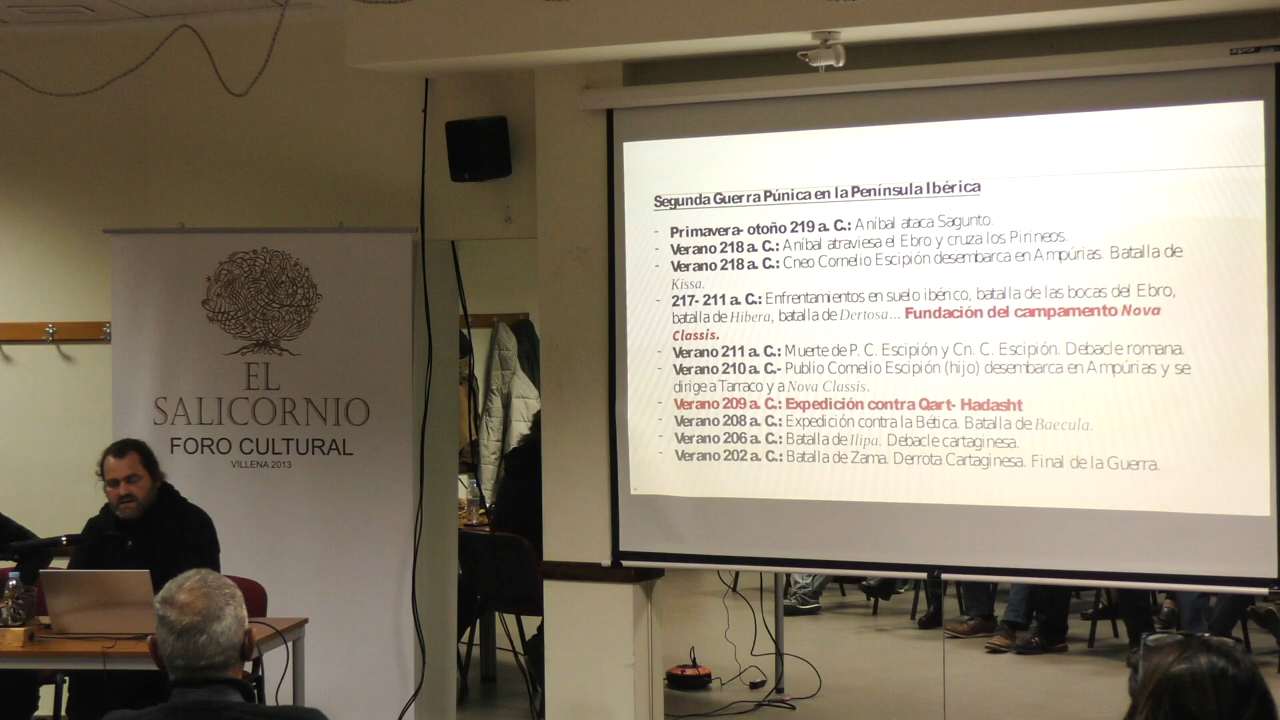 EL
SALICORNIO
FORO CULTURAL
VILLENA 2013
Segunda Guerra Púnica en la Península Ibérica
- Primavera- otoño 219 a. C.: Aníbal ataca Sagunto.
- Verano 218 a. C.: Aníbal atraviesa el Ebro y cruza los Pirineos.
- Verano 218 a. C.: Cneo Cornelio Escipión desembarca en Ampúrias. Batalla de
Kissa.
- 217- 211 a. C.: Enfrentamientos en suelo ibérico, batalla de las bocas del Ebro,
batalla de Hibera, batalla de Dertosa... Fundación del campamento Nova
Classis.
- Verano 211 a. C.: Muerte de P. C. Escipión y Cn. C. Escipión. Debacle romana.
- Verano 210 a. C.- Publio Cornelio Escipión (hijo) desembarca en Ampúrias y se
dirige a Tarraco y a Nova Classis.
- Verano 209 a. C.: Expedición contra Qart- Hadasht
- Verano 208 a. C.: Expedición contra la Bética. Batalla de Baecula.
- Verano 206 a. C.: Batalla de Ilipa. Debacle cartaginesa.
- Verano 202 a. C.: Batalla de Zama. Derrota Cartaginesa. Final de la Guerra.